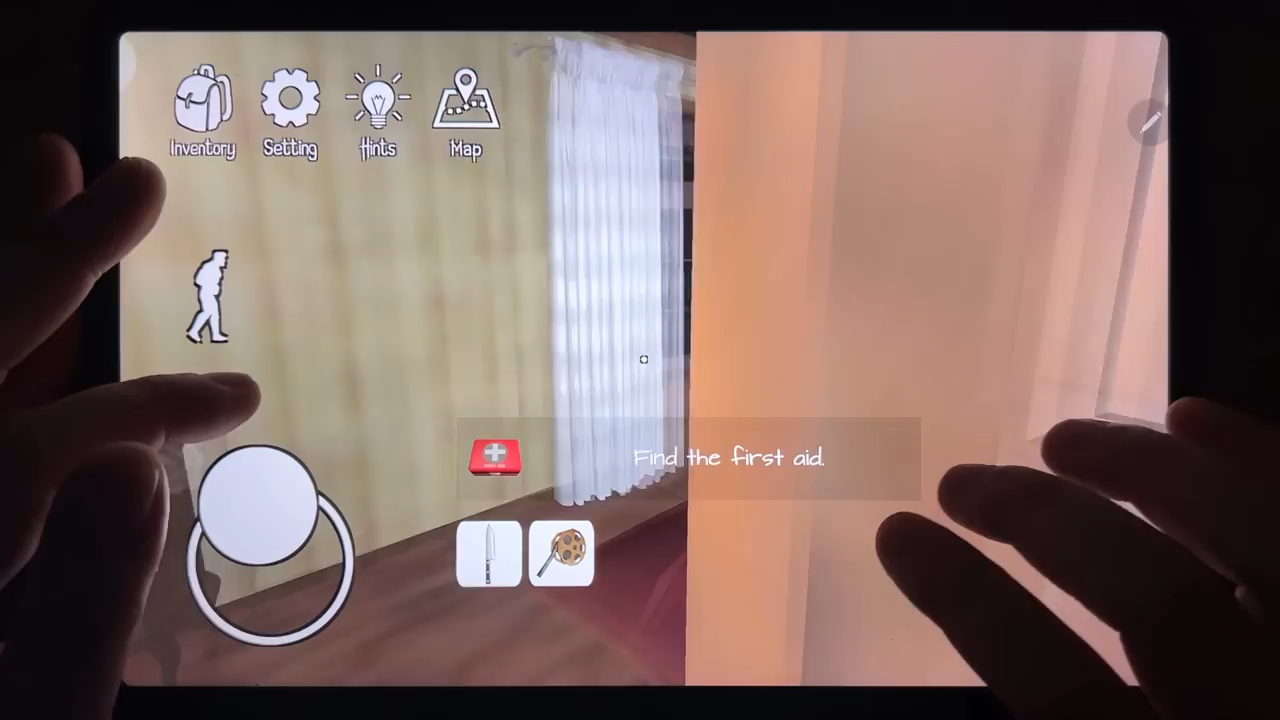 Inventory
Setting
Hints
Map
Find the first aid.